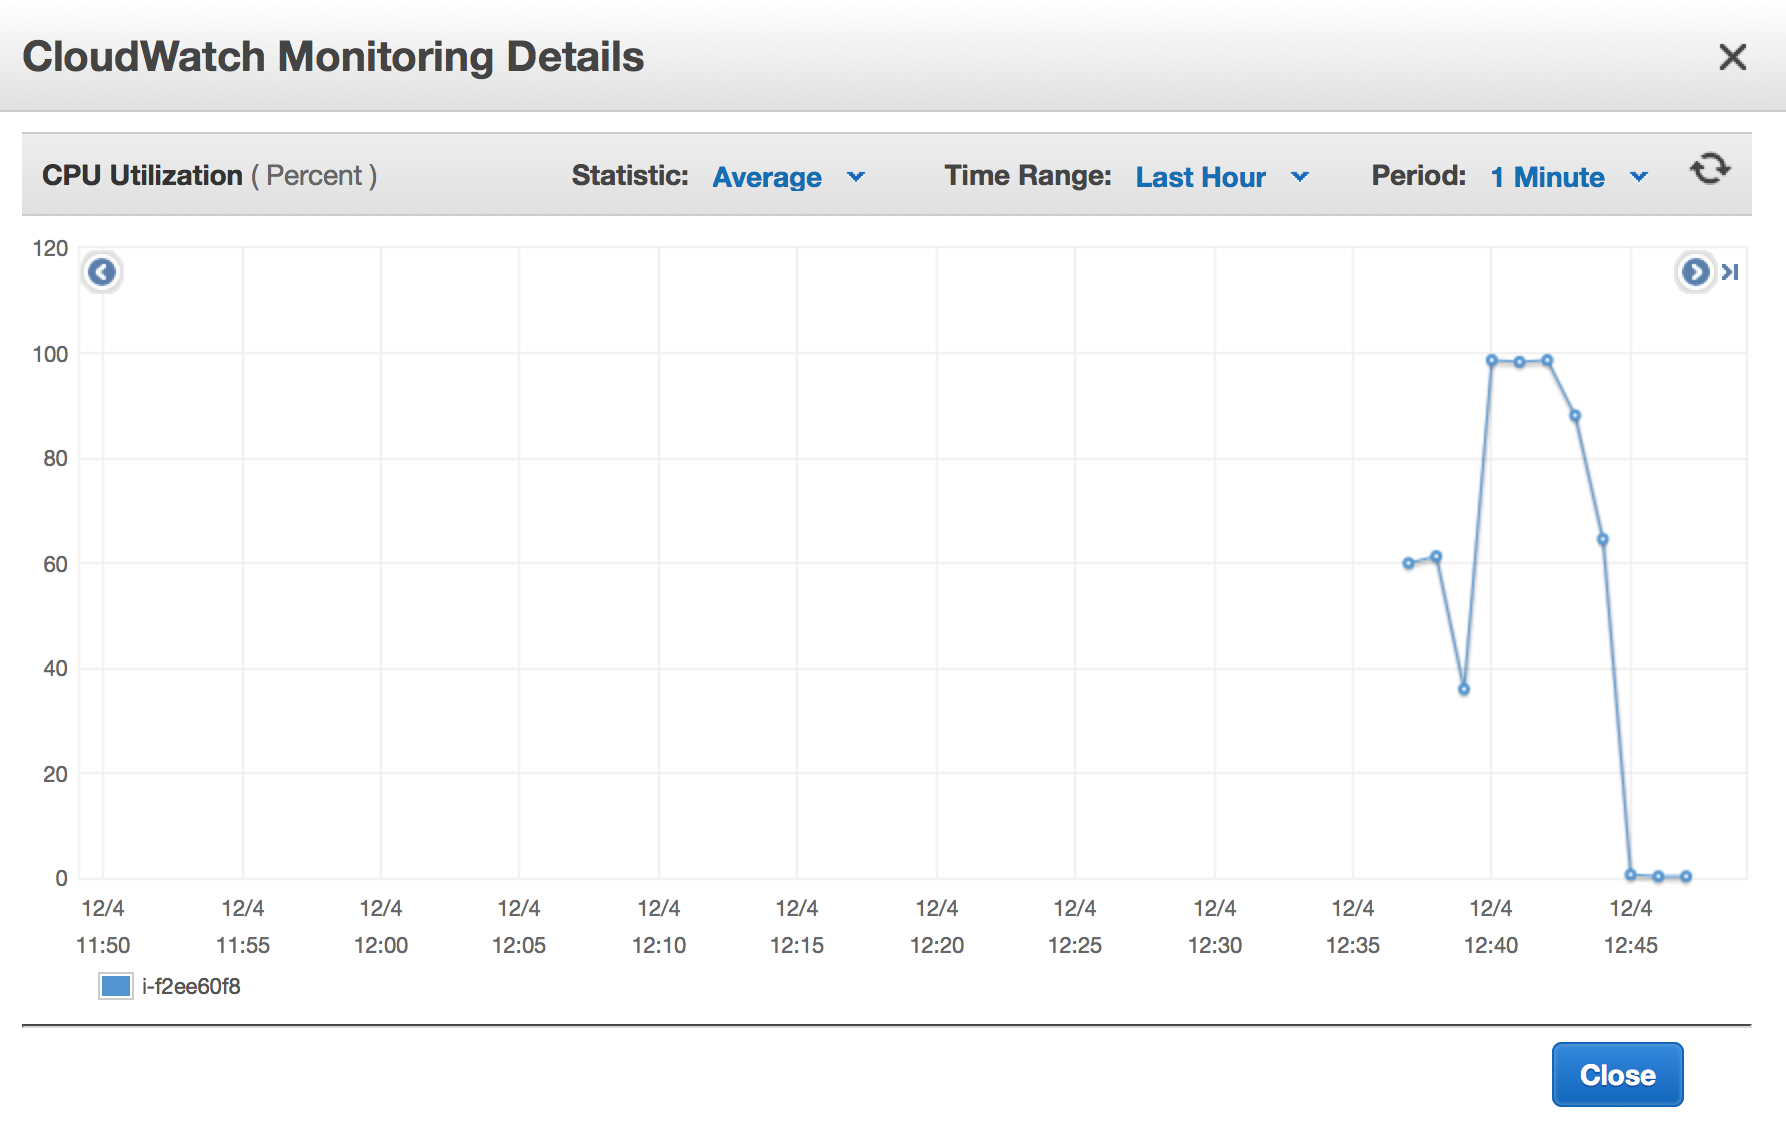 CloudWatch Monitoring Details
CPU Utilization ( Percent ) Statistic: Average Time Range: Last Hour Period: 1 Minute
120
100
80
60
40
20
0
12/4 12/4 12/4 12/4 12/4 12/4 12/4 12/4 12/4 12/4 12/4 12/4
11:50 11:55 12:00 12:05 12:10 12:15 12:20 12:25 12:30 12:35 12:40 12:45
i-f2ee60f8
Close